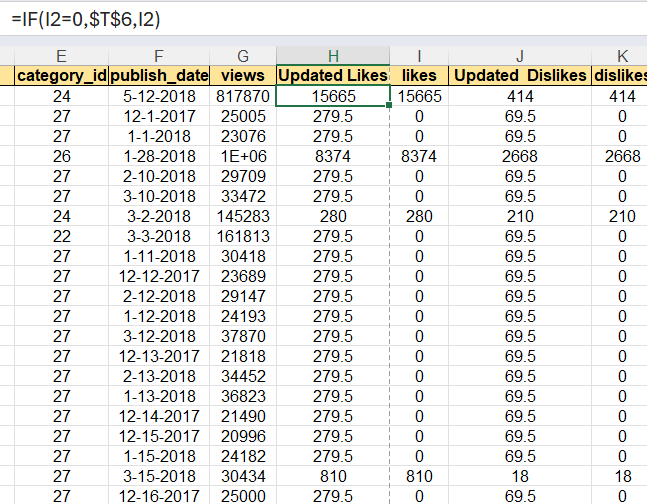 =IF(I2=0,$T$6,I2)
E F G H I J K
category_id publish_date views Updated Likes likes Updated Dislikes dislikes
24 5-12-2018 817870 15665 15665 414 414
27 12-1-2017 25005 279.5 0 69.5 0
27 1-1-2018 23076 279.5 0 69.5 0
26 1-28-2018 1E+06 8374 8374 2668 2668
27 2-10-2018 29709 279.5 0 69.5 0
27 3-10-2018 33472 279.5 0 69.5 0
24 3-2-2018 145283 280 280 210 210
22 3-3-2018 161813 279.5 0 69.5 0
27 1-11-2018 30418 279.5 0 69.5 0
27 12-12-2017 23689 279.5 0 69.5 0
27 2-12-2018 29147 279.5 0 69.5 0
27 1-12-2018 24193 279.5 0 69.5 0
27 3-12-2018 37870 279.5 0 69.5 0
27 12-13-2017 21818 279.5 0 69.5 0
27 2-13-2018 34452 279.5 0 69.5 0
27 1-13-2018 36823 279.5 0 69.5 0
27 12-14-2017 21490 279.5 0 69.5 0
27 12-15-2017 20996 279.5 0 69.5 0
27 1-15-2018 24182 279.5 0 69.5 0
27 3-15-2018 30434 810 810 18 18
27 12-16-2017 25000 279.5 0 69.5 0